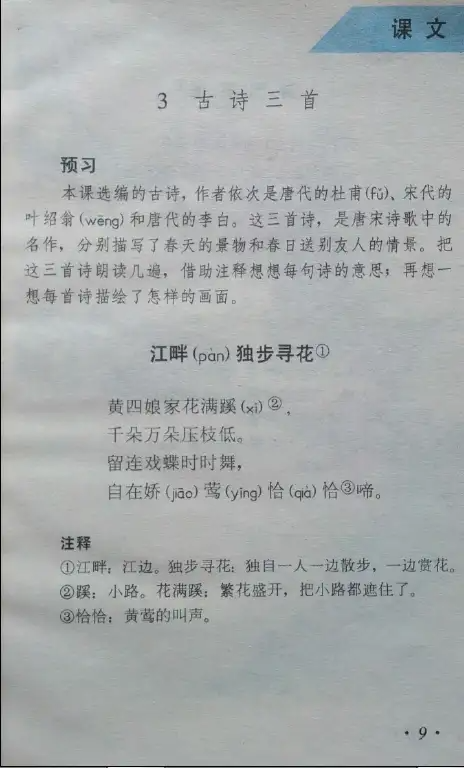 课文
3 古诗三首
预习
本课选编的古诗，作者依次是唐代的杜甫(fǔ)、宋代的
叶绍翁(wēng)和唐代的李白。这三首诗，是唐宋诗歌中的
名作，分别描写了春天的景物和春日送别友人的情景。把
这三首诗朗读几遍，借助注释想想每句诗的意思；再想一
想每首诗描绘了怎样的画面。
江畔(pàn)独步寻花①
黄四娘家花满蹊(xī)②，
千朵万朵压枝低。
留连戏蝶时时舞，
自在娇(jiāo)莺(yīng)恰(qià)恰③啼。
注释
①江畔：江边。独步寻花：独自一人一边散步，一边赏花。
②蹊：小路。花满蹊：繁花盛开，把小路都遮住了。
③恰恰：黄莺的叫声。
·9·